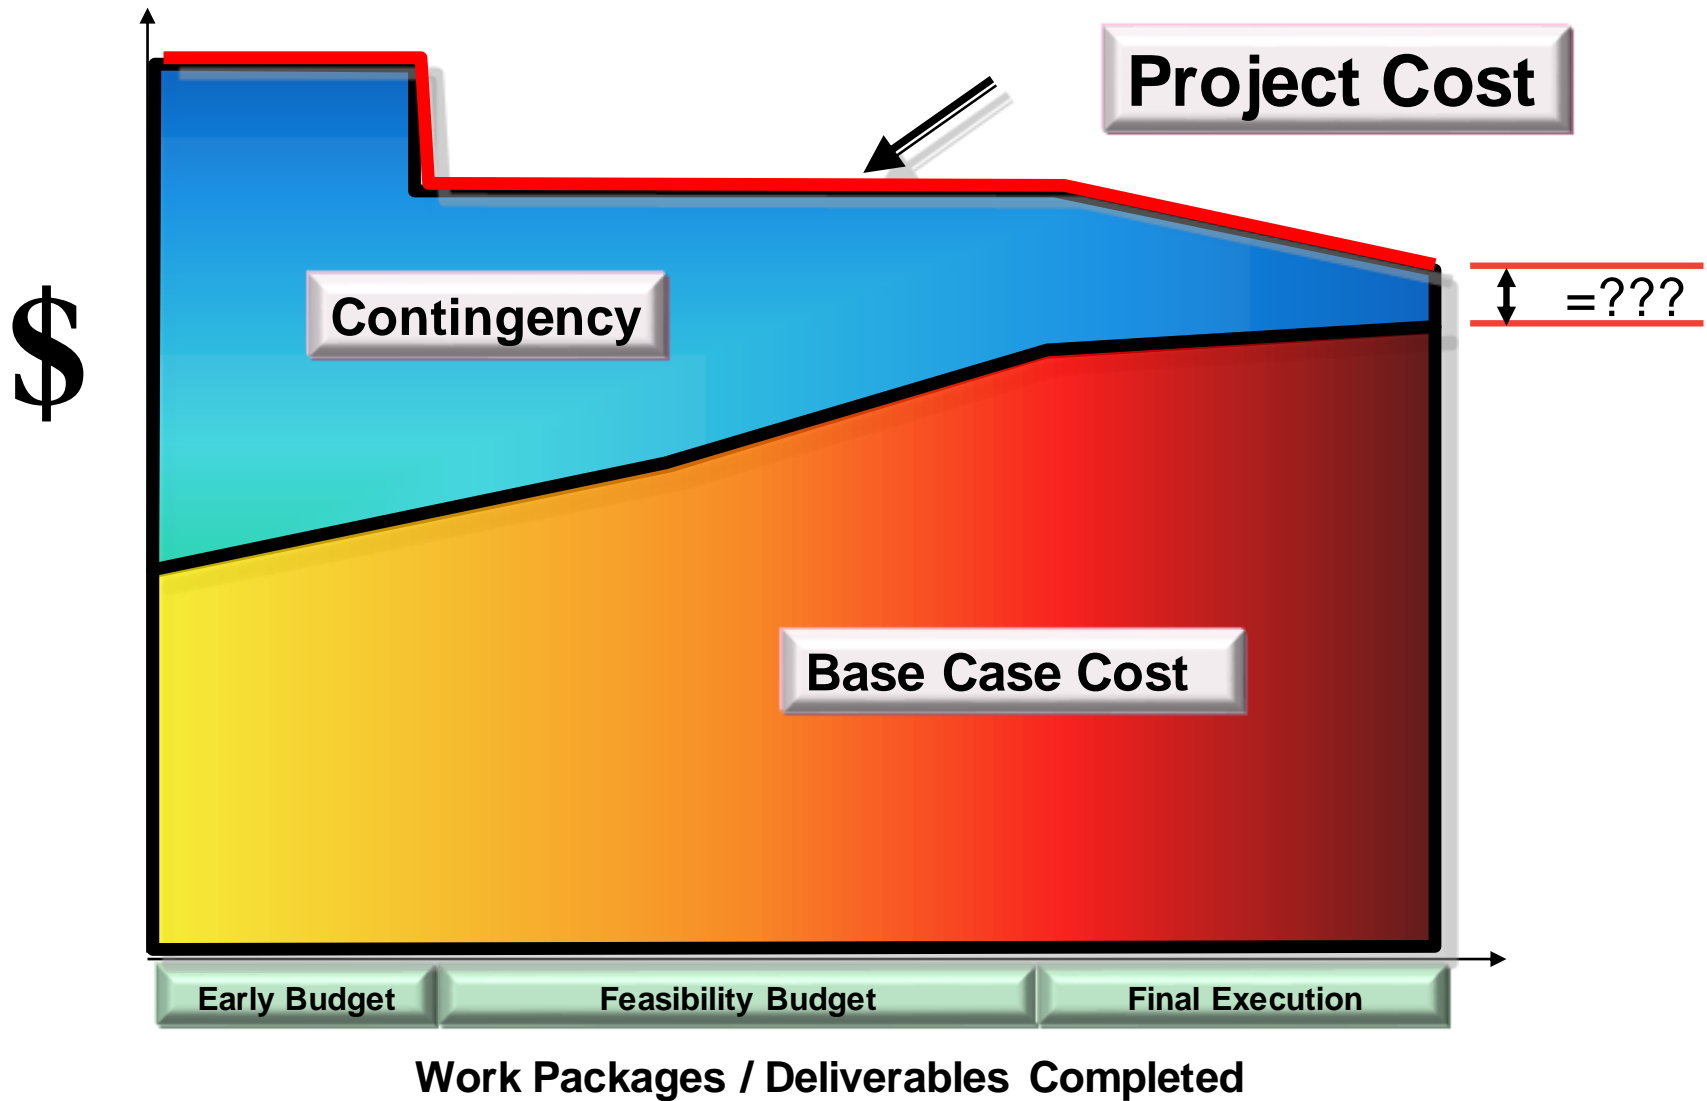 Project Cost
$
Contingency
=???
Base Case Cost
Early Budget
Feasibility Budget
Final Execution
Work Packages / Deliverables Completed